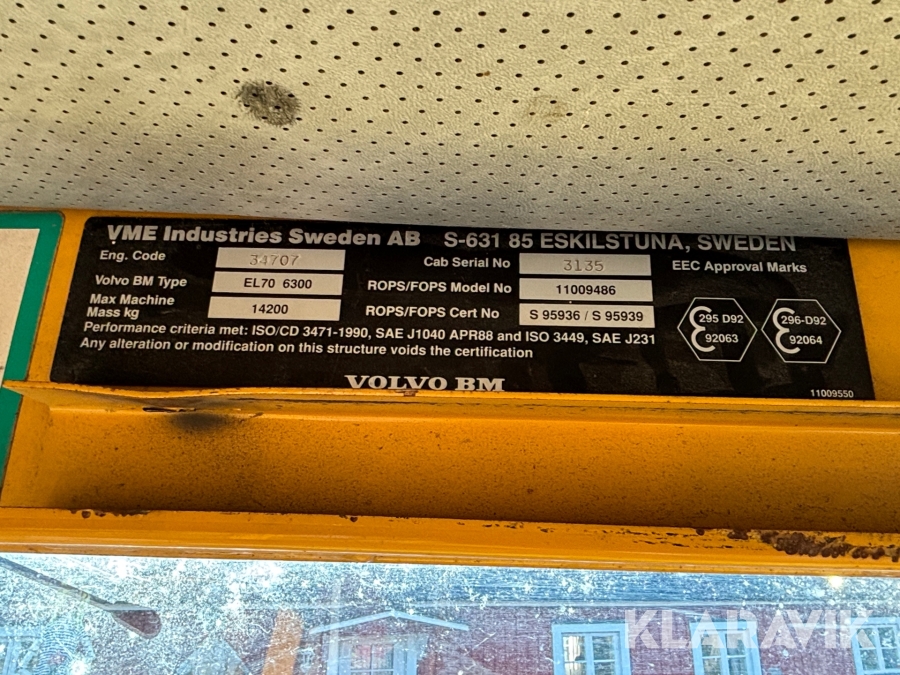 VME Industries Sweden AB S-631 85 ESKILSTUNA, SWEDEN
Eng. Code 34707 Cab Serial No 3135 EEC Approval Marks
Volvo BM Type EL70 6300 ROPS/FOPS Model No 11009486
Max Machine
Mass kg 14200 ROPS/FOPS Cert No S 95936 / S 95939
295 D92
92063
296-D92
92064
Performance criteria met: ISO/CD 3471-1990, SAE J1040 APR88 and ISO 3449, SAE J231
Any alteration or modification on this structure voids the certification
VOLVO BM
11009550
KLARAVIK